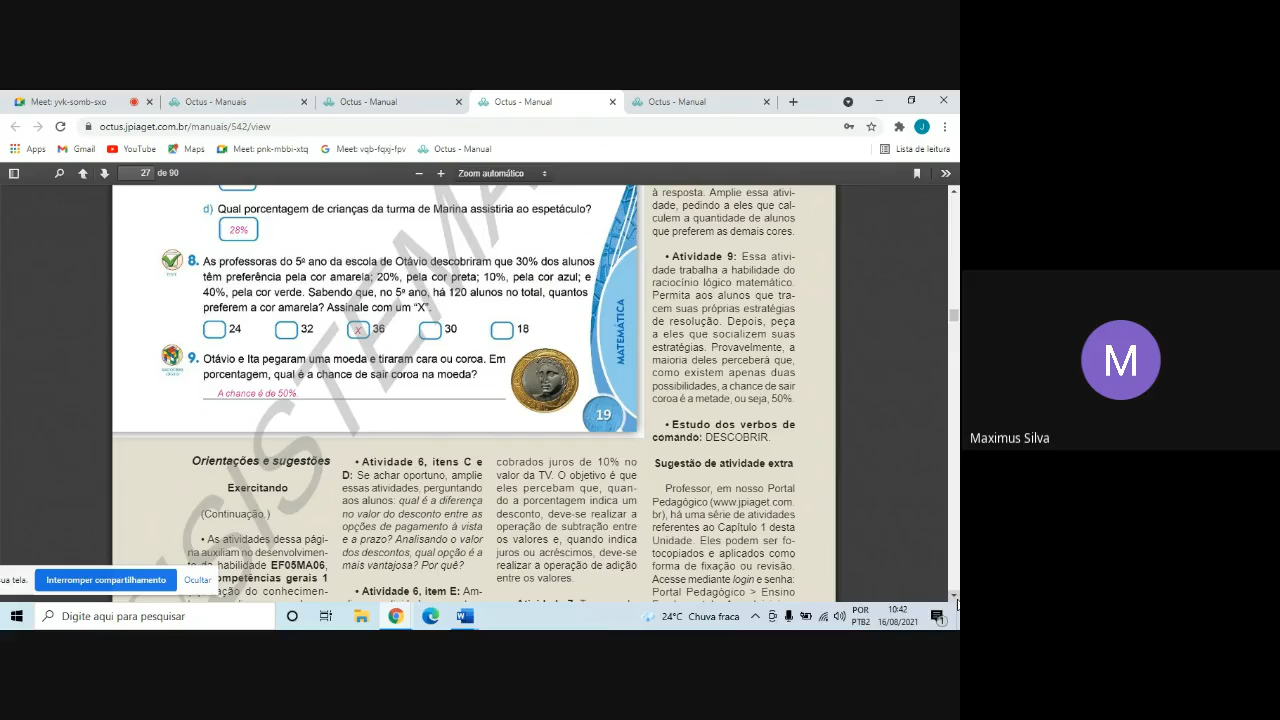 Meet: yvk-somb-sxo
Octus - Manuais
Octus - Manual
Octus - Manual
Octus - Manual
octus.jpiaget.com.br/manuais/542/view
J
Apps
Gmail
YouTube
Maps
Meet: pnk-mbbi-xtq
Meet: vqb-fqxj-fpv
Octus - Manual
Lista de leitura
27 de 90
Zoom automático
d) Qual porcentagem de crianças da turma de Marina assistiria ao espetáculo?
28%
8. As professoras do 5º ano da escola de Otávio descobriram que 30% dos alunos
têm preferência pela cor amarela; 20%, pela cor preta; 10%, pela cor azul; e
40%, pela cor verde. Sabendo que, no 5º ano, há 120 alunos no total, quantos
preferem a cor amarela? Assinale com um “X”.
24
32
X 36
30
18
9. Otávio e Ita pegaram uma moeda e tiraram cara ou coroa. Em
porcentagem, qual é a chance de sair coroa na moeda?
A chance é de 50%.
MATEMÁTICA
19
SISTEMA
à resposta. Amplie essa ativi-
dade, pedindo a eles que cal-
culem a quantidade de alunos
que preferem as demais cores.
• Atividade 9: Essa ativi-
dade trabalha a habilidade do
raciocínio lógico matemático.
Permita aos alunos que tra-
cem suas próprias estratégias
de resolução. Depois, peça
a eles que socializem suas
estratégias. Provavelmente, a
maioria deles perceberá que,
como existem apenas duas
possibilidades, a chance de sair
coroa é a metade, ou seja, 50%.
• Estudo dos verbos de
comando: DESCOBRIR.
Sugestão de atividade extra
Professor, em nosso Portal
Pedagógico (www.jpiaget.com.
br), há uma série de atividades
referentes ao Capítulo 1 desta
Unidade. Eles podem ser fo-
tocopiados e aplicados como
forma de fixação ou revisão.
Acesse mediante login e senha:
Portal Pedagógico > Ensino
Orientações e sugestões
Exercitando
(Continuação.)
• As atividades dessa pági-
na auxiliam no desenvolvimen-
habilidade EF05MA06,
ompetências gerais 1
ação do conhecimen-
• Atividade 6, itens C e
D: Se achar oportuno, amplie
essas atividades, perguntando
aos alunos: qual é a diferença
no valor do desconto entre as
opções de pagamento à vista
e a prazo? Analisando o valor
dos descontos, qual opção é a
mais vantajosa? Por quê?
• Atividade 6, item E: Am-
cobrados juros de 10% no
valor da TV. O objetivo é que
eles percebam que, quan-
do a porcentagem indica um
desconto, deve-se realizar a
operação de subtração entre
os valores e, quando indica
juros ou acréscimos, deve-se
realizar a operação de adição
entre os valores.
sua tela.
Interromper compartilhamento
Ocultar
Digite aqui para pesquisar
24°C Chuva fraca
POR
PTB2
10:42
16/08/2021
1
M
Maximus Silva